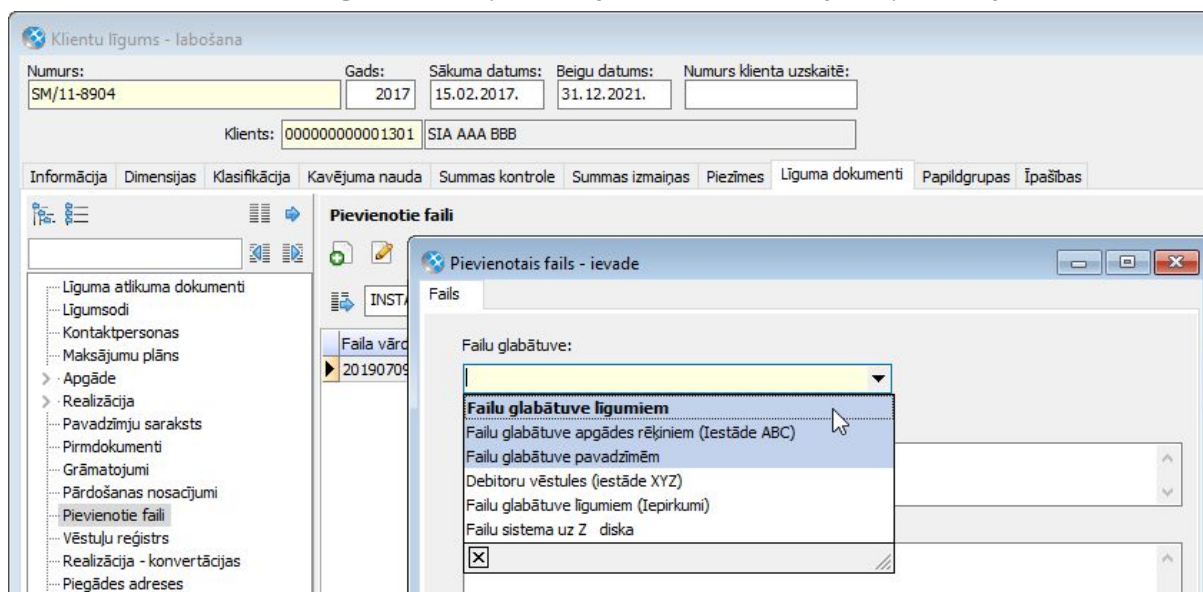 Klientu līgums - labošana
Numurs: Gads: Sākuma datums: Beigu datums: Numurs klienta uzskaitē:
SM/11-8904 2017 15.02.2017. 31.12.2021.
Klients: 000000000001301 SIA AAA BBB
Informācija Dimensijas Klasifikācija Kavējuma nauda Summas kontrole Summas izmaiņas Piezīmes Līguma dokumenti Papildgrupas Īpašības
Pievienotie faili
Pievienotais fails - ievade
Fails
INSTA
Faila vārd
20190709
Līguma atlikuma dokumenti
Līgumsodi
Kontaktpersonas
Maksājumu plāns
Apgāde
Realizācija
Pavadzīmju saraksts
Pirmdokumenti
Grāmatojumi
Pārdošanas nosacījumi
Pievienotie faili
Vēstuļu reģistrs
Realizācija - konvertācijas
Piegādes adreses
Failu glabātuve:
Failu glabātuve līgumiem
Failu glabātuve apgādes rēķiniem (Iestāde ABC)
Failu glabātuve pavadzīmēm
Debitoru vēstules (iestāde XYZ)
Failu glabātuve līgumiem (Iepirkumi)
Failu sistema uz Z diska